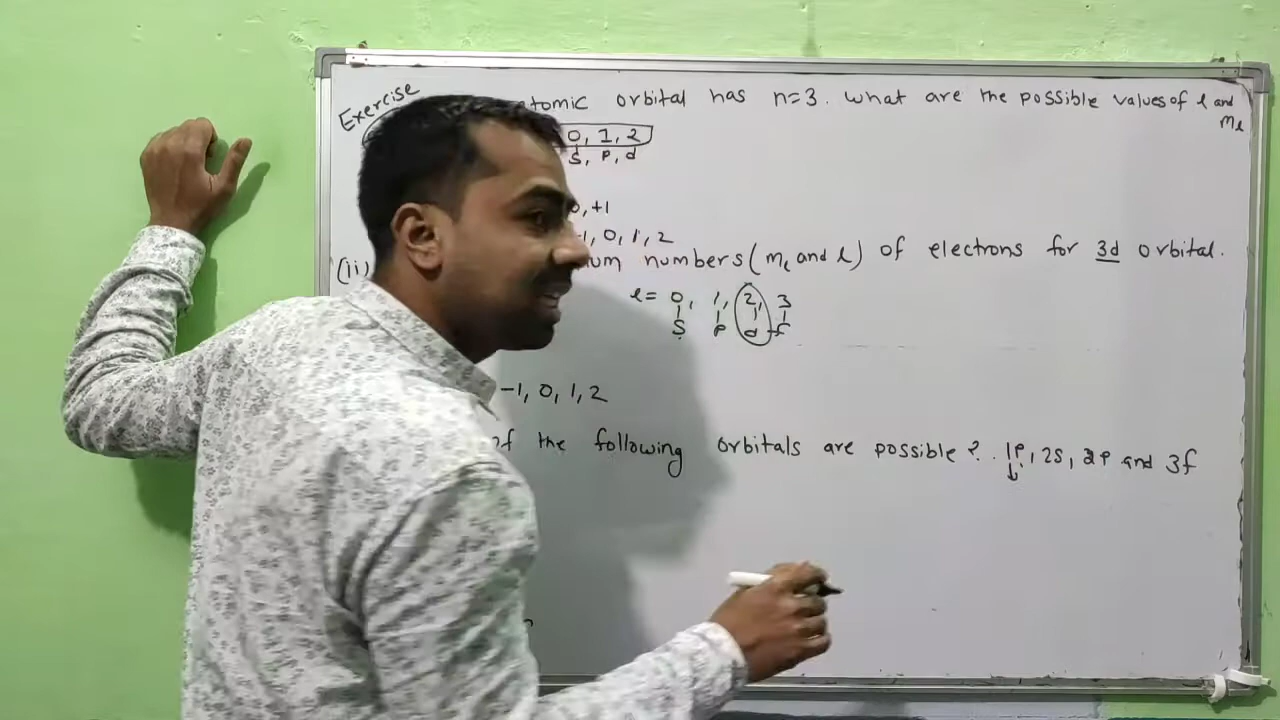 Exercise
atomic orbital has n=3. What are the possible values of l and
ml
0, 1, 2
s, p, d
0, +1
-1, 0, 1, 2
(ii) numbers (ml and l) of electrons for 3d orbital.
l= 0, 1, 2, 3
s p d f
-1, 0, 1, 2
of the following orbitals are possible? 1p, 2s, 2p and 3f